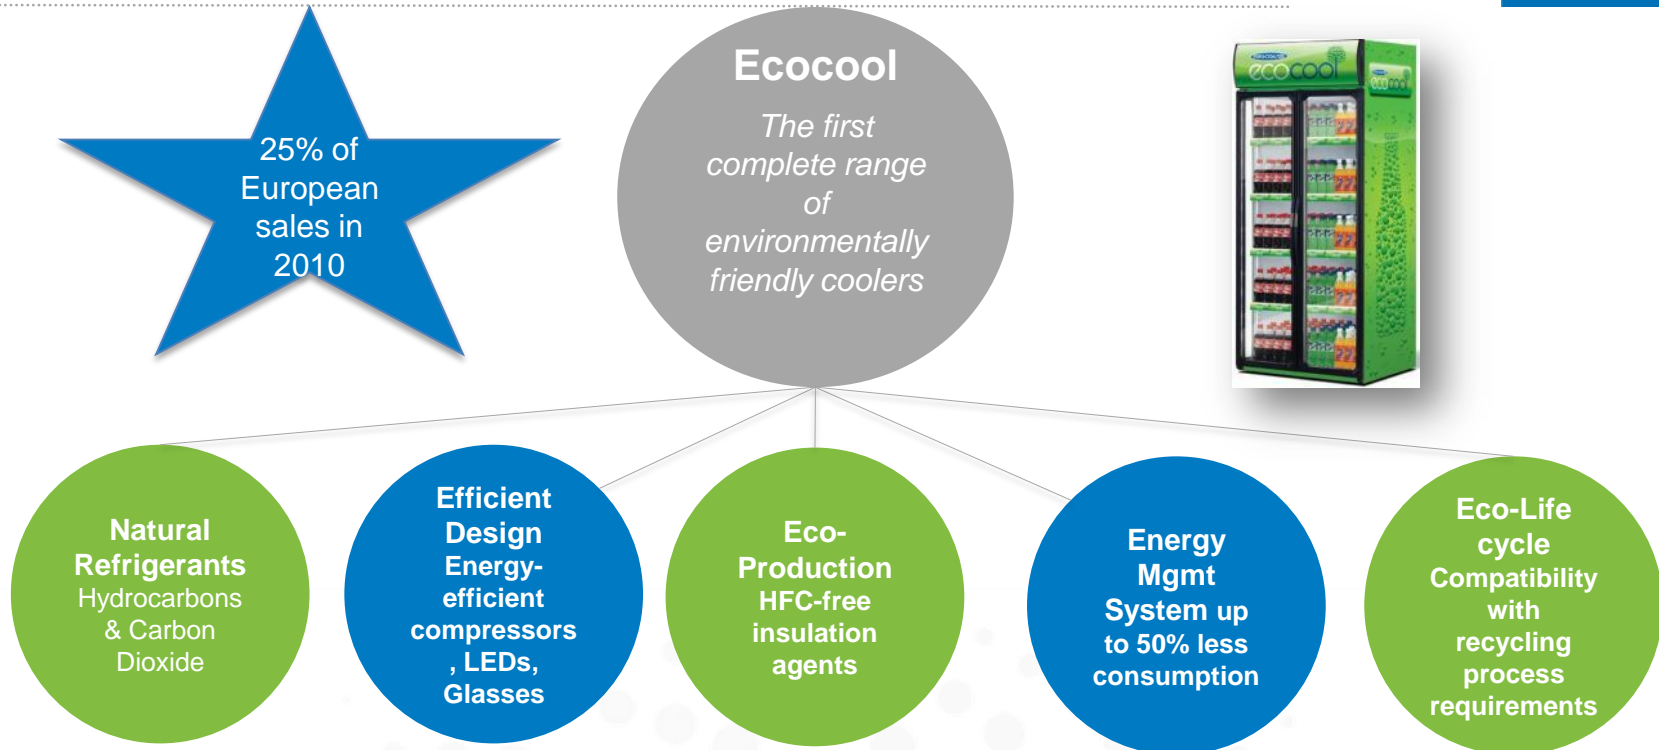 25% of
European
sales in
2010
Ecocool
The first
complete range
of
environmentally
friendly coolers
ecocool
ecocool
Natural
Refrigerants
Hydrocarbons
& Carbon
Dioxide
Efficient
Design
Energy-
efficient
compressors
, LEDs,
Glasses
Eco-
Production
HFC-free
insulation
agents
Energy
Mgmt
System up
to 50% less
consumption
Eco-Life
cycle
Compatibility
with
recycling
process
requirements